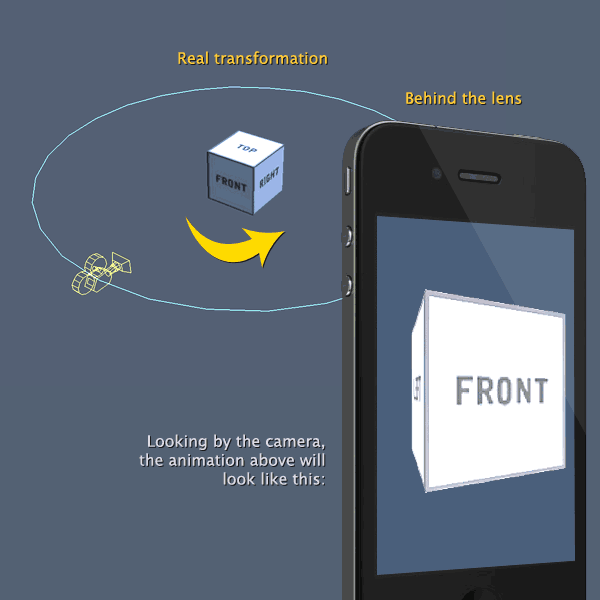 Real transformation
Behind the lens
TOP
FRONT
RIGHT
FRONT
Looking by the camera,
the animation above will
look like this: